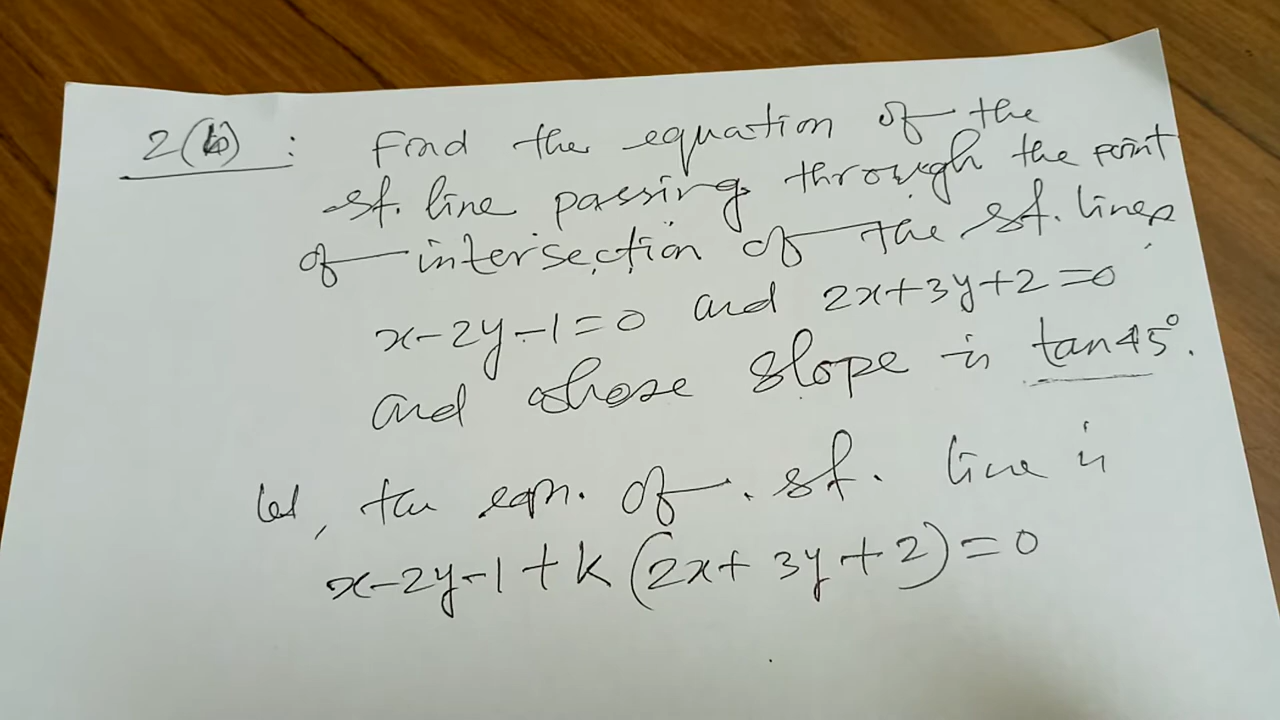 2(b) : Find the equation of the
st. line passing through the point
of intersection of the st. lines
x-2y-1=0 and 2x+3y+2=0
and whose slope is tan45°.
Let, the eqn. of . st. line is
x-2y-1+k(2x+3y+2)=0